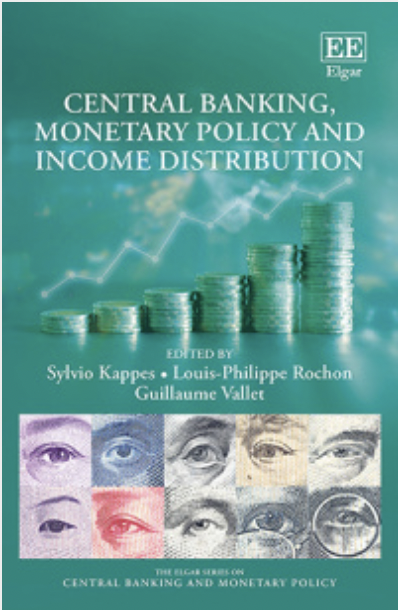 EE
Elgar
CENTRAL BANKING,
MONETARY POLICY AND
INCOME DISTRIBUTION
EDITED BY
Sylvio Kappes • Louis-Philippe Rochon
Guillaume Vallet
THE ELGAR SERIES ON
CENTRAL BANKING AND MONETARY POLICY